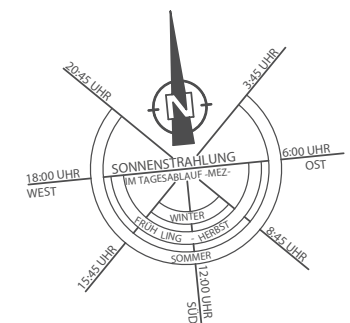 20:45 UHR
3:45 UHR
N
SONNENSTRAHLUNG
IM TAGESABLAUF -MEZ-
18:00 UHR
WEST
6:00 UHR
OST
WINTER
FRÜH LING - HERBST
SOMMER
15:45 UHR
8:45 UHR
12:00 UHR
SÜD